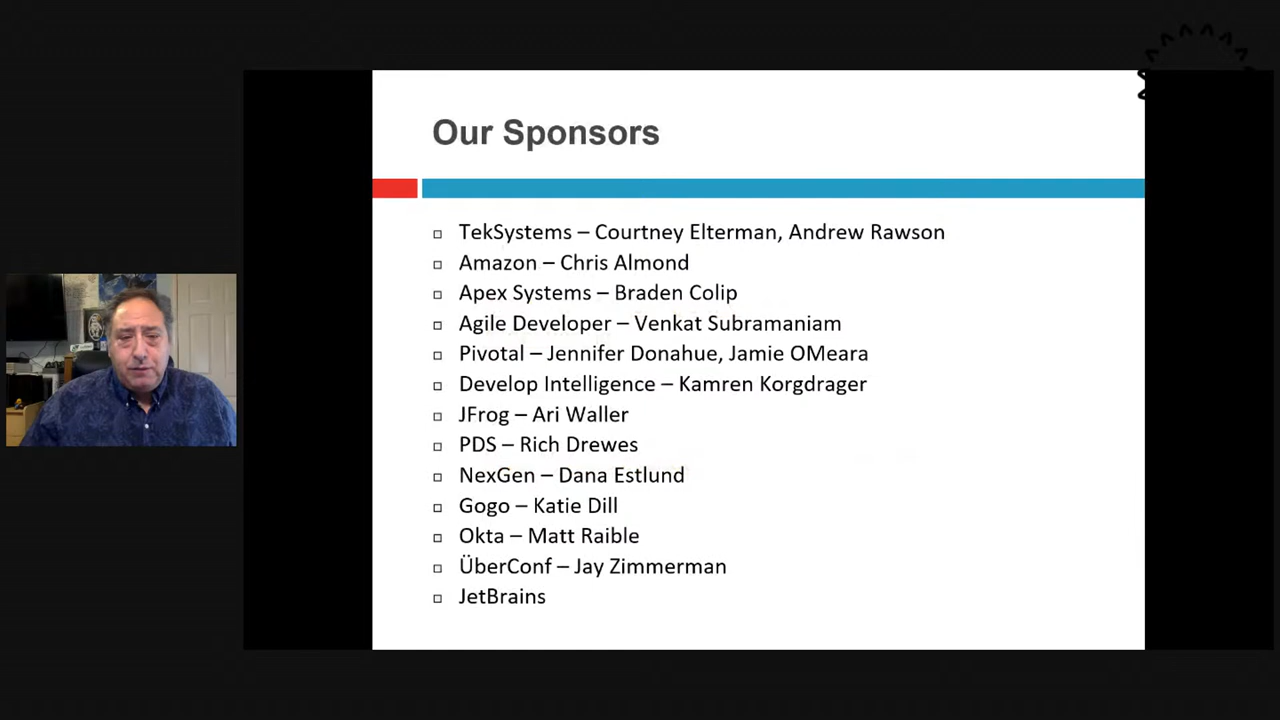 Our Sponsors
TekSystems – Courtney Elterman, Andrew Rawson
Amazon – Chris Almond
Apex Systems – Braden Colip
Agile Developer – Venkat Subramaniam
Pivotal – Jennifer Donahue, Jamie OMeara
Develop Intelligence – Kamren Korgdrager
JFrog – Ari Waller
PDS – Rich Drewes
NexGen – Dana Estlund
Gogo – Katie Dill
Okta – Matt Raible
ÜberConf – Jay Zimmerman
JetBrains